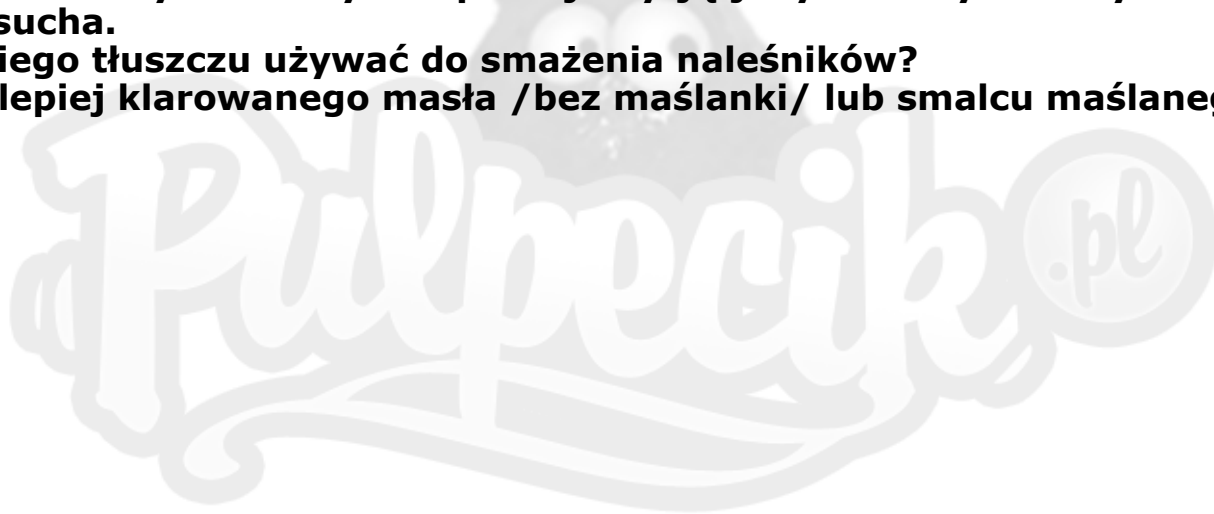 sucha.
iego tłuszczu używać do smażenia naleśników?
lepiej klarowanego masła /bez maślanki/ lub smalcu maślaneg
Pulpecik
.pl